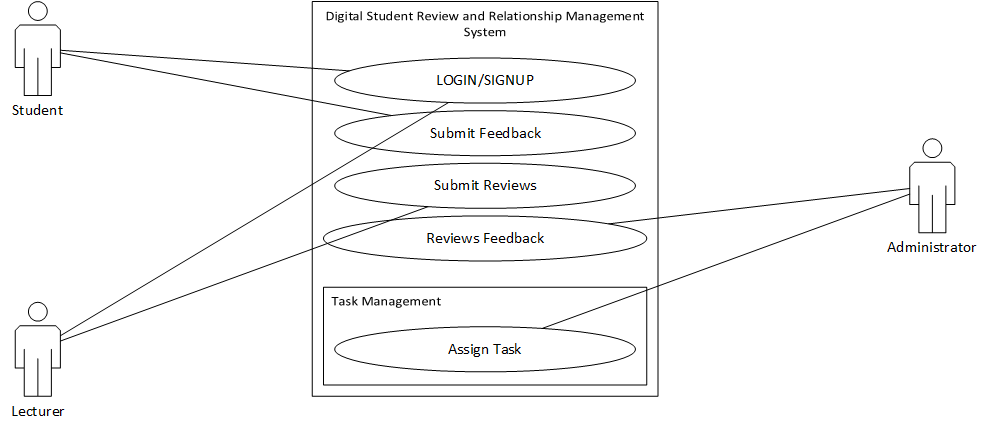 Digital Student Review and Relationship Management
System
LOGIN/SIGNUP
Student
Submit Feedback
Submit Reviews
Reviews Feedback
Administrator
Task Management
Assign Task
Lecturer